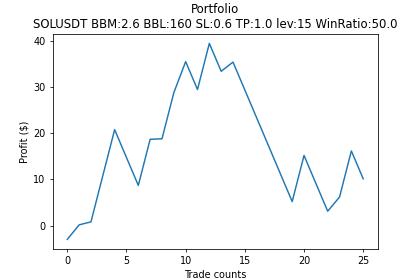 Portfolio
SOLUSDT BBM:2.6 BBL:160 SL:0.6 TP:1.0 lev:15 WinRatio:50.0
40
30
20
10
0
Profit ($)
0 5 10 15 20 25
Trade counts